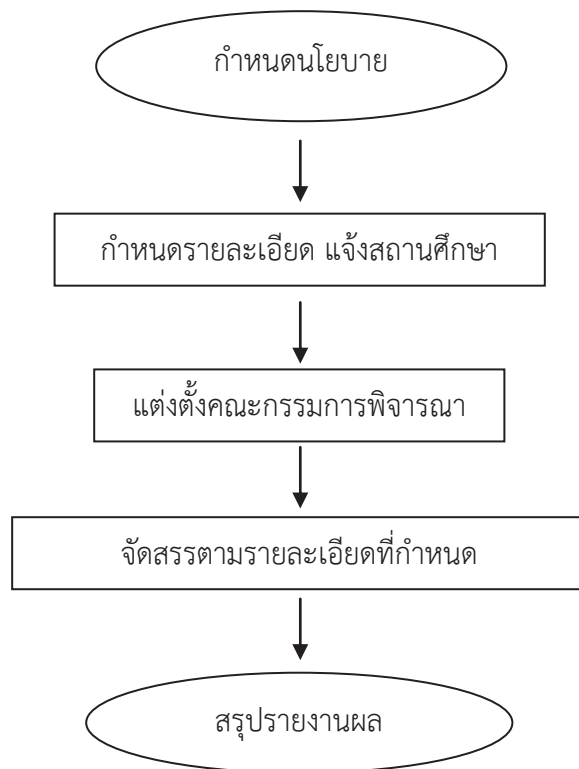 กำหนดนโยบาย
กำหนดรายละเอียด แจ้งสถานศึกษา
แต่งตั้งคณะกรรมการพิจารณา
จัดสรรตามรายละเอียดที่กำหนด
สรุปรายงานผล